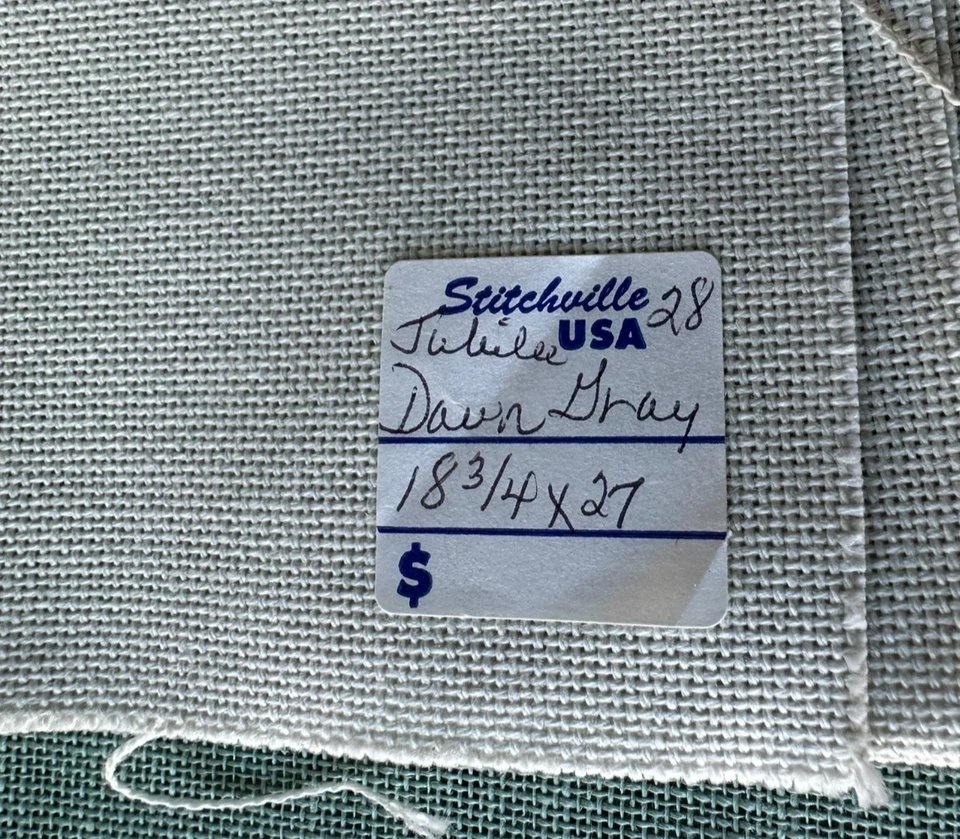 Stitchville 28
Jubilee USA
Dawn Gray
18 3/4 x 27
$